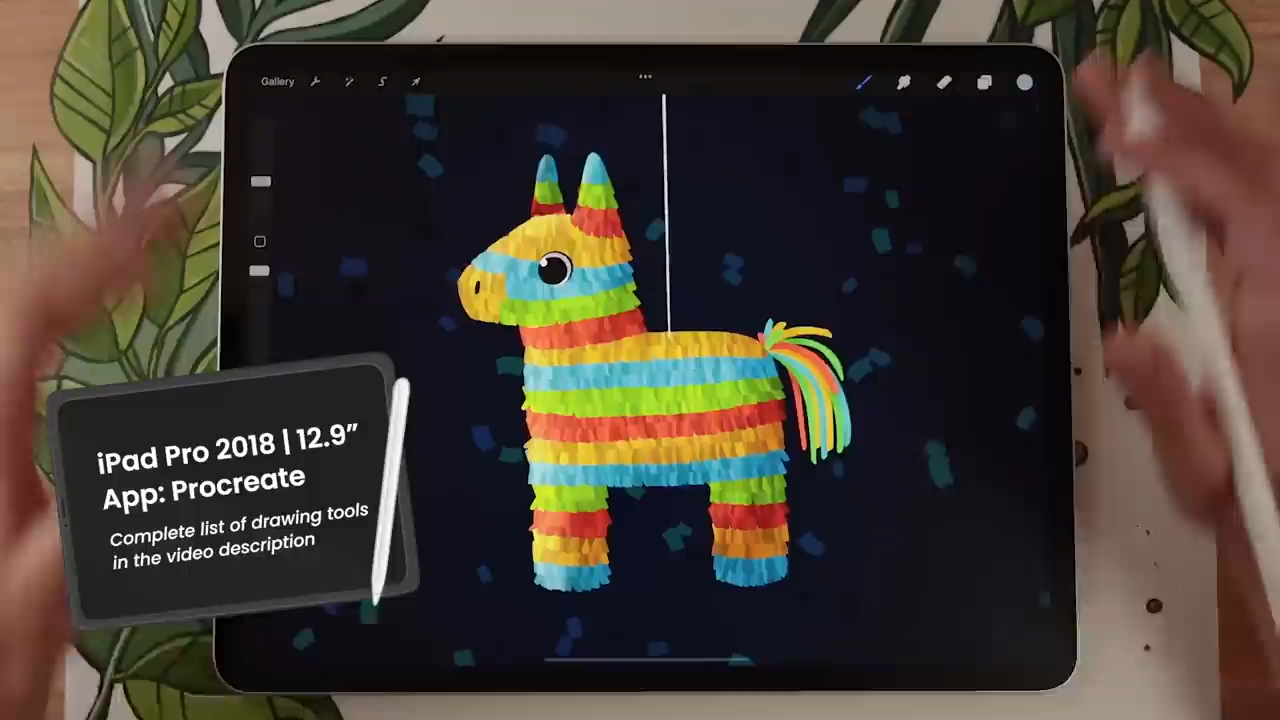 Gallery
iPad Pro 2018 | 12.9”
App: Procreate
Complete list of drawing tools
in the video description